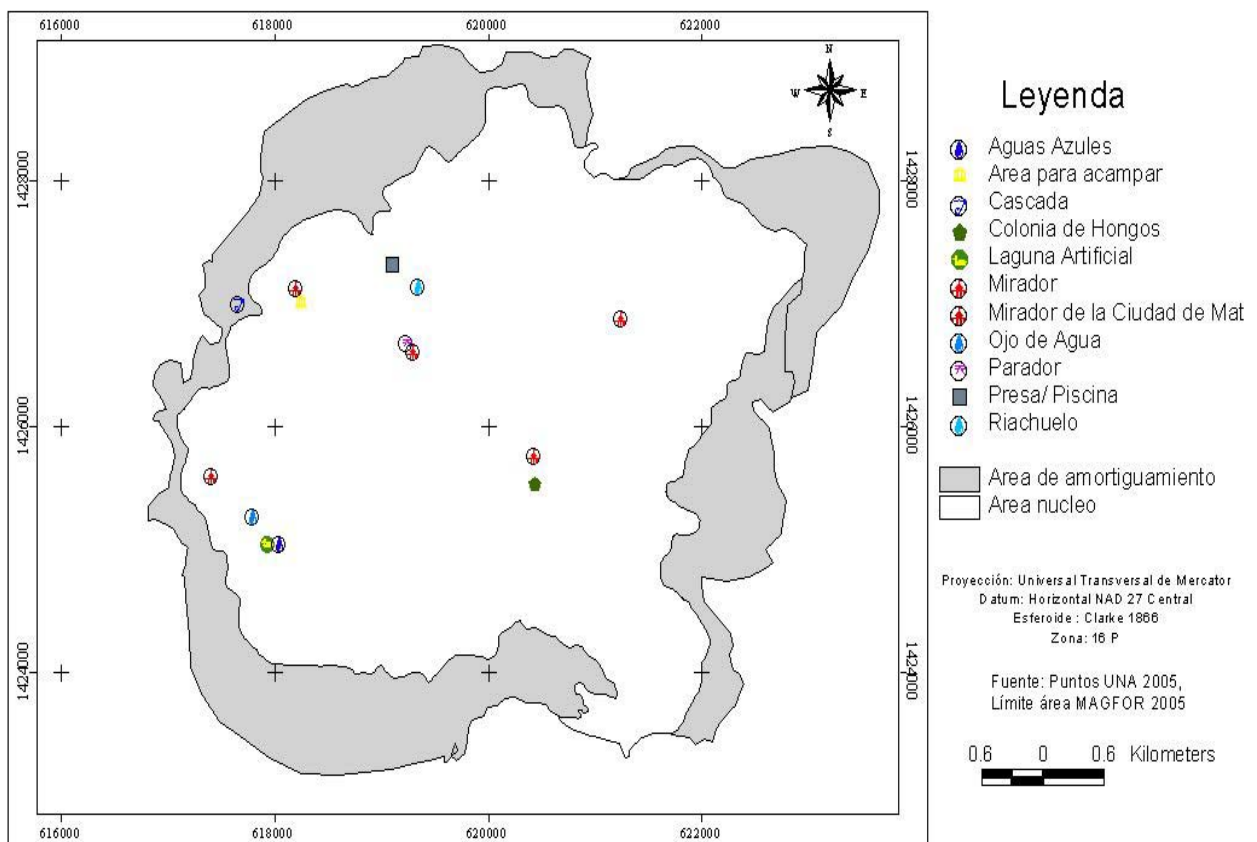 616000 618000 620000 622000
N
W E
S
Leyenda
Aguas Azules
Area para acampar
Cascada
Colonia de Hongos
Laguna Artificial
Mirador
Mirador de la Ciudad de Mat
Ojo de Agua
Parador
Presa/ Piscina
Riachuelo
Area de amortiguamiento
Area nucleo
Proyección: Universal Transversal de Mercator
Datum: Horizontal NAD 27 Central
Esferoide : Clarke 1866
Zona: 16 P
Fuente: Puntos UNA 2005,
Límite área MAGFOR 2005
0.6 0 0.6 Kilometers
1428000 1428000
1426000 1426000
1424000 1424000
616000 618000 620000 622000